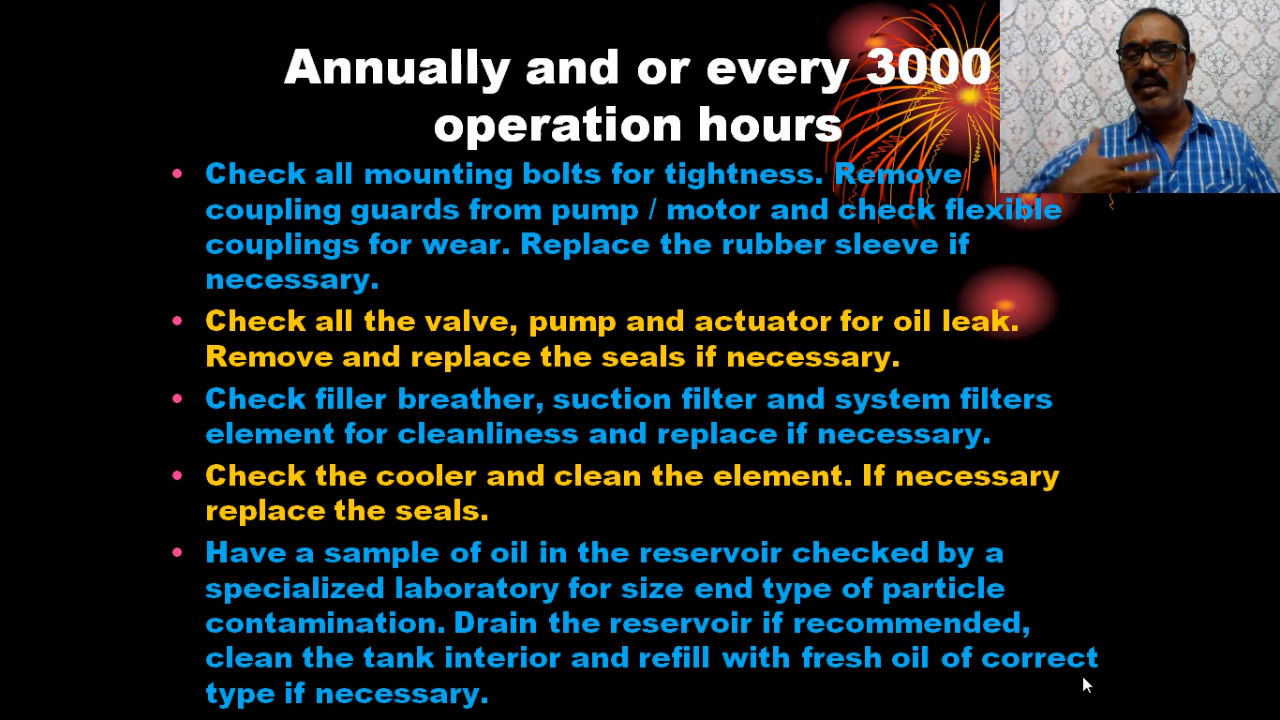 Annually and or every 3000
operation hours
• Check all mounting bolts for tightness. Remove
coupling guards from pump / motor and check flexible
couplings for wear. Replace the rubber sleeve if
necessary.
• Check all the valve, pump and actuator for oil leak.
Remove and replace the seals if necessary.
• Check filler breather, suction filter and system filters
element for cleanliness and replace if necessary.
• Check the cooler and clean the element. If necessary
replace the seals.
• Have a sample of oil in the reservoir checked by a
specialized laboratory for size end type of particle
contamination. Drain the reservoir if recommended,
clean the tank interior and refill with fresh oil of correct
type if necessary.